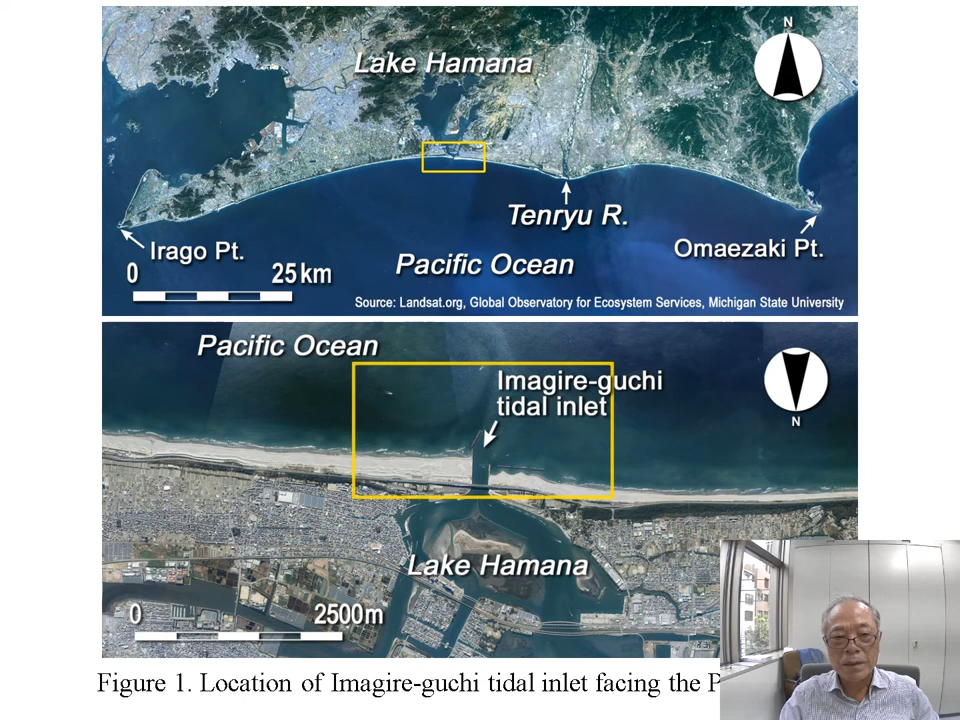 N
Lake Hamana
Tenryu R.
Irago Pt.
Omaezaki Pt.
Pacific Ocean
0 25 km
Source: Landsat.org, Global Observatory for Ecosystem Services, Michigan State University
Pacific Ocean
Imagire-guchi
tidal inlet
N
Lake Hamana
0 2500m
Figure 1. Location of Imagire-guchi tidal inlet facing the P